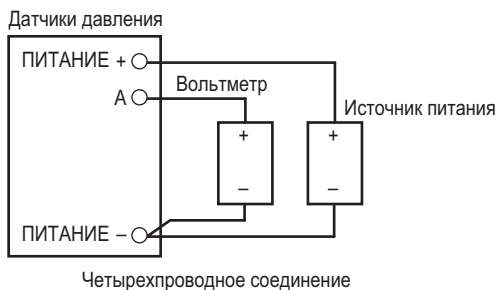 Датчики давления
ПИТАНИЕ +
А
Вольтметр
Источник питания
+
+
–
–
ПИТАНИЕ –
Четырехпроводное соединение